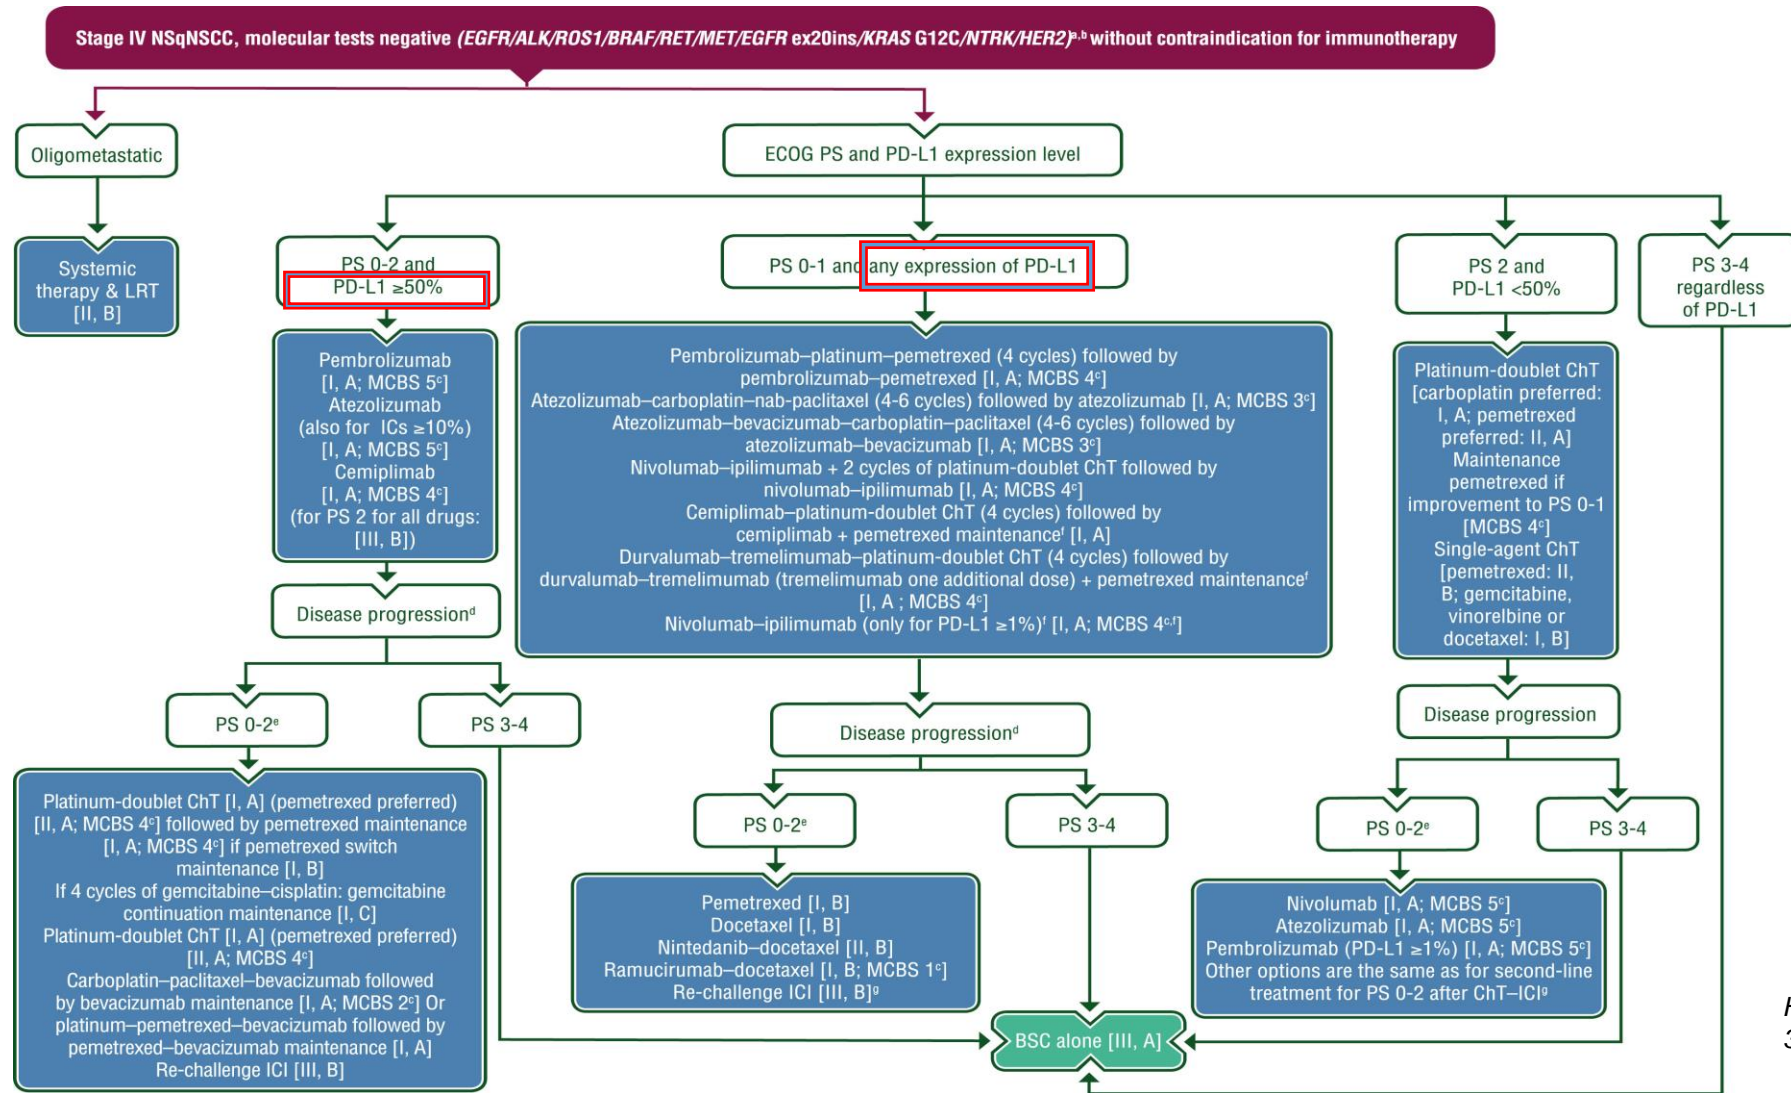 Stage IV NSqNSCC, molecular tests negative (EGFR/ALK/ROS1/BRAF/RET/MET/EGFR ex20ins/KRAS G12C/NTRK/HER2)a,b without contraindication for immunotherapy
Oligometastatic
ECOG PS and PD-L1 expression level
Systemic
therapy & LRT
[II, B]
PS 0-2 and
PD-L1 ≥50%
PS 0-1 and any expression of PD-L1
PS 2 and
PD-L1 <50%
PS 3-4
regardless
of PD-L1
Pembrolizumab
[I, A; MCBS 5c]
Atezolizumab
(also for ICs ≥10%)
[I, A; MCBS 5c]
Cemiplimab
[I, A; MCBS 4c]
(for PS 2 for all drugs:
[III, B])
Pembrolizumab–platinum–pemetrexed (4 cycles) followed by
pembrolizumab–pemetrexed [I, A; MCBS 4c]
Atezolizumab–carboplatin–nab-paclitaxel (4-6 cycles) followed by atezolizumab [I, A; MCBS 3c]
Atezolizumab–bevacizumab–carboplatin–paclitaxel (4-6 cycles) followed by
atezolizumab–bevacizumab [I, A; MCBS 3c]
Nivolumab–ipilimumab + 2 cycles of platinum-doublet ChT followed by
nivolumab–ipilimumab [I, A; MCBS 4c]
Cemiplimab–platinum-doublet ChT (4 cycles) followed by
cemiplimab + pemetrexed maintenancef [I, A]
Durvalumab–tremelimumab–platinum-doublet ChT (4 cycles) followed by
durvalumab–tremelimumab (tremelimumab one additional dose) + pemetrexed maintenancef
[I, A ; MCBS 4c]
Nivolumab–ipilimumab (only for PD-L1 ≥1%)f [I, A; MCBS 4c,f]
Platinum-doublet ChT
[carboplatin preferred:
I, A; pemetrexed
preferred: II, A]
Maintenance
pemetrexed if
improvement to PS 0-1
[MCBS 4c]
Single-agent ChT
[pemetrexed: II,
B; gemcitabine,
vinorelbine or
docetaxel: I, B]
Disease progressiond
PS 0-2e
PS 3-4
Platinum-doublet ChT [I, A] (pemetrexed preferred)
[II, A; MCBS 4c] followed by pemetrexed maintenance
[I, A; MCBS 4c] if pemetrexed switch
maintenance [I, B]
If 4 cycles of gemcitabine–cisplatin: gemcitabine
continuation maintenance [I, C]
Platinum-doublet ChT [I, A] (pemetrexed preferred)
[II, A; MCBS 4c]
Carboplatin–paclitaxel–bevacizumab followed
by bevacizumab maintenance [I, A; MCBS 2c] Or
platinum–pemetrexed–bevacizumab followed by
pemetrexed–bevacizumab maintenance [I, A]
Re-challenge ICI [III, B]
Disease progressiond
PS 0-2e
PS 3-4
Pemetrexed [I, B]
Docetaxel [I, B]
Nintedanib–docetaxel [II, B]
Ramucirumab–docetaxel [I, B; MCBS 1c]
Re-challenge ICI [III, B]g
Disease progression
PS 0-2e
PS 3-4
Nivolumab [I, A; MCBS 5c]
Atezolizumab [I, A; MCBS 5c]
Pembrolizumab (PD-L1 ≥1%) [I, A; MCBS 5c]
Other options are the same as for second-line
treatment for PS 0-2 after ChT–ICIg
BSC alone [III, A]